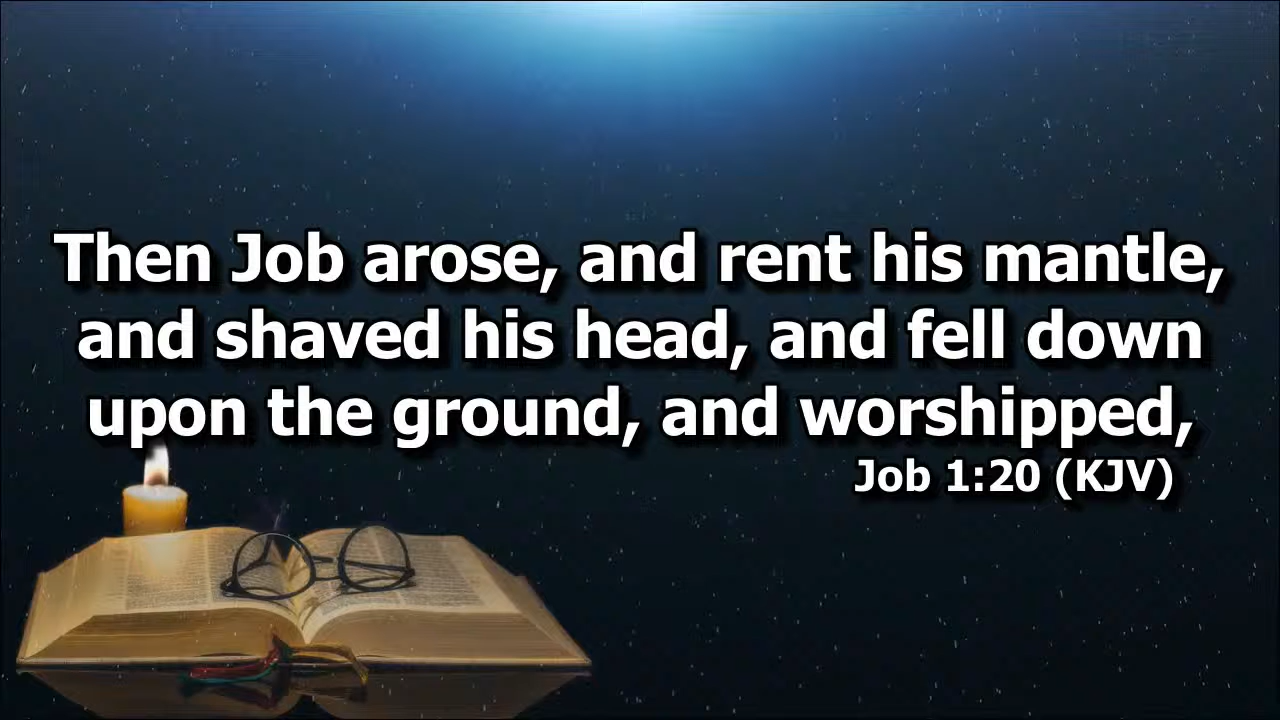 Then Job arose, and rent his mantle,
and shaved his head, and fell down
upon the ground, and worshipped,
Job 1:20 (KJV)